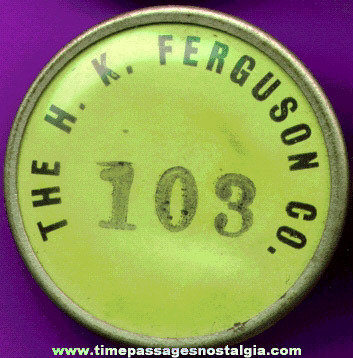 THE H. K. FERGUSON CO.
103
www.timepassagesnostalgia.com